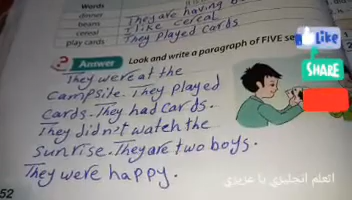 Words
dinner
They are having
beans
I like cereal
cereal
They played cards
play cards
Answer
Look and write a paragraph of FIVE se
Like
SHARE
They were at the
campsite. They played
cards. They had cards.
They didn't watch the
sunrise. They are two boys.
They were happy.
اتعلم انجليزي يا عزيزي
52